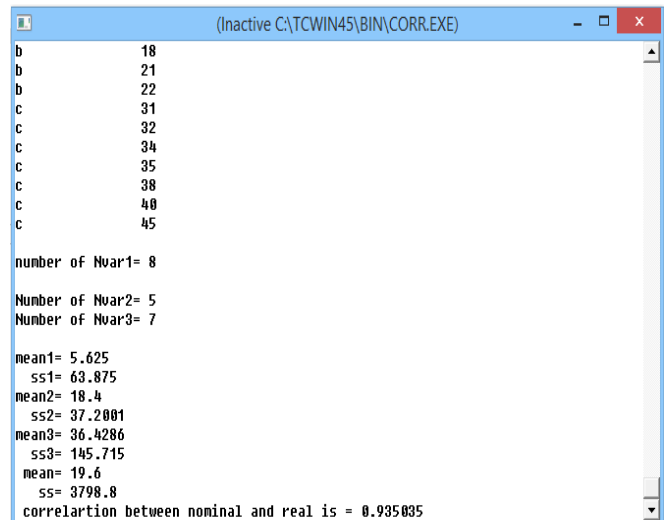 (Inactive C:\TCWIN45\BIN\CORR.EXE)
b 18
b 21
b 22
c 31
c 32
c 34
c 35
c 38
c 40
c 45
number of Nvar1= 8
Number of Nvar2= 5
Number of Nvar3= 7
mean1= 5.625
ss1= 63.875
mean2= 18.4
ss2= 37.2001
mean3= 36.4286
ss3= 145.715
mean= 19.6
ss= 3798.8
correlartion between nominal and real is = 0.935035